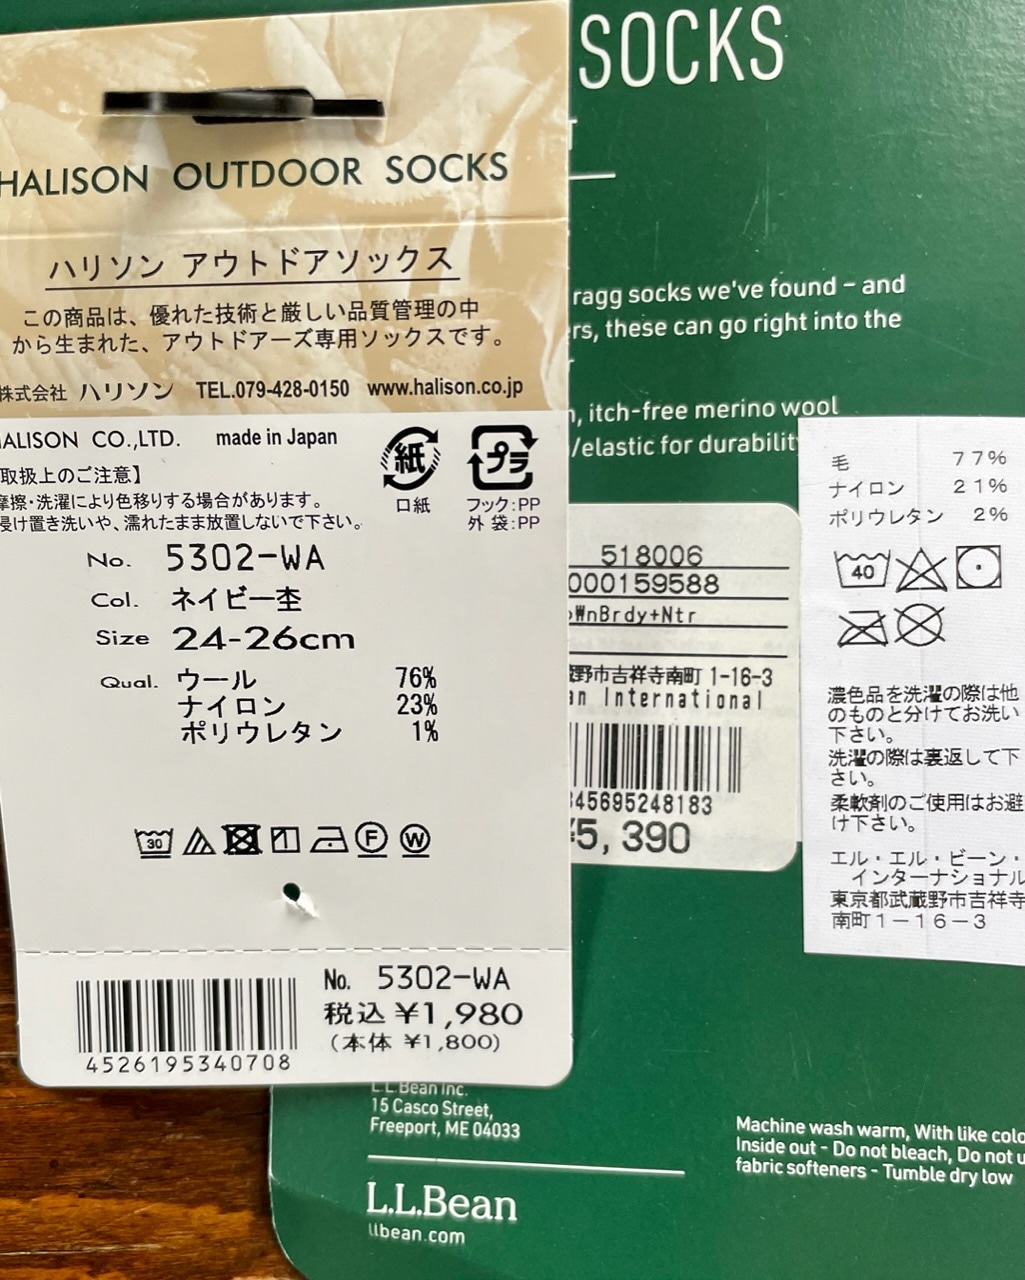 HALISON OUTDOOR SOCKS
ハリソン アウトドアソックス
この商品は、優れた技術と厳しい品質管理の中
から生まれた、アウトドアーズ専用ソックスです。
株式会社 ハリソン TEL.079-428-0150 www.halison.co.jp
HALISON CO.,LTD. made in Japan
紙
口紙
プラ
フック:PP
外袋:PP
取扱上のご注意】
摩擦・洗濯により色移りする場合があります。
浸け置き洗いや、濡れたまま放置しないで下さい。
No. 5302-WA
Col. ネイビー杢
Size 24-26cm
Qual. ウール 76%
ナイロン 23%
ポリウレタン 1%
30
F
W
No. 5302-WA
税込 ¥1,980
(本体 ¥1,800)
4526195340708
SOCKS
ragg socks we've found – and
these can go right into the
itch-free merino wool
/elastic for durability
518006
000159588
WnBrdy+Ntr
野市吉祥寺南町 1-16-3
International
45695248183
¥5,390
毛 77%
ナイロン 21%
ポリウレタン 2%
40
濃色品を洗濯の際は他
のものと分けてお洗い
下さい。
洗濯の際は裏返して下
さい。
柔軟剤のご使用はお避
け下さい。
エル・エル・ビーン・
インターナショナル
東京都武蔵野市吉祥寺
南町1-16-3
L.L.Bean Inc.
15 Casco Street,
Freeport, ME 04033
L.L.Bean
llbean.com
Machine wash warm, With like colo
Inside out - Do not bleach, Do not u
fabric softeners - Tumble dry low